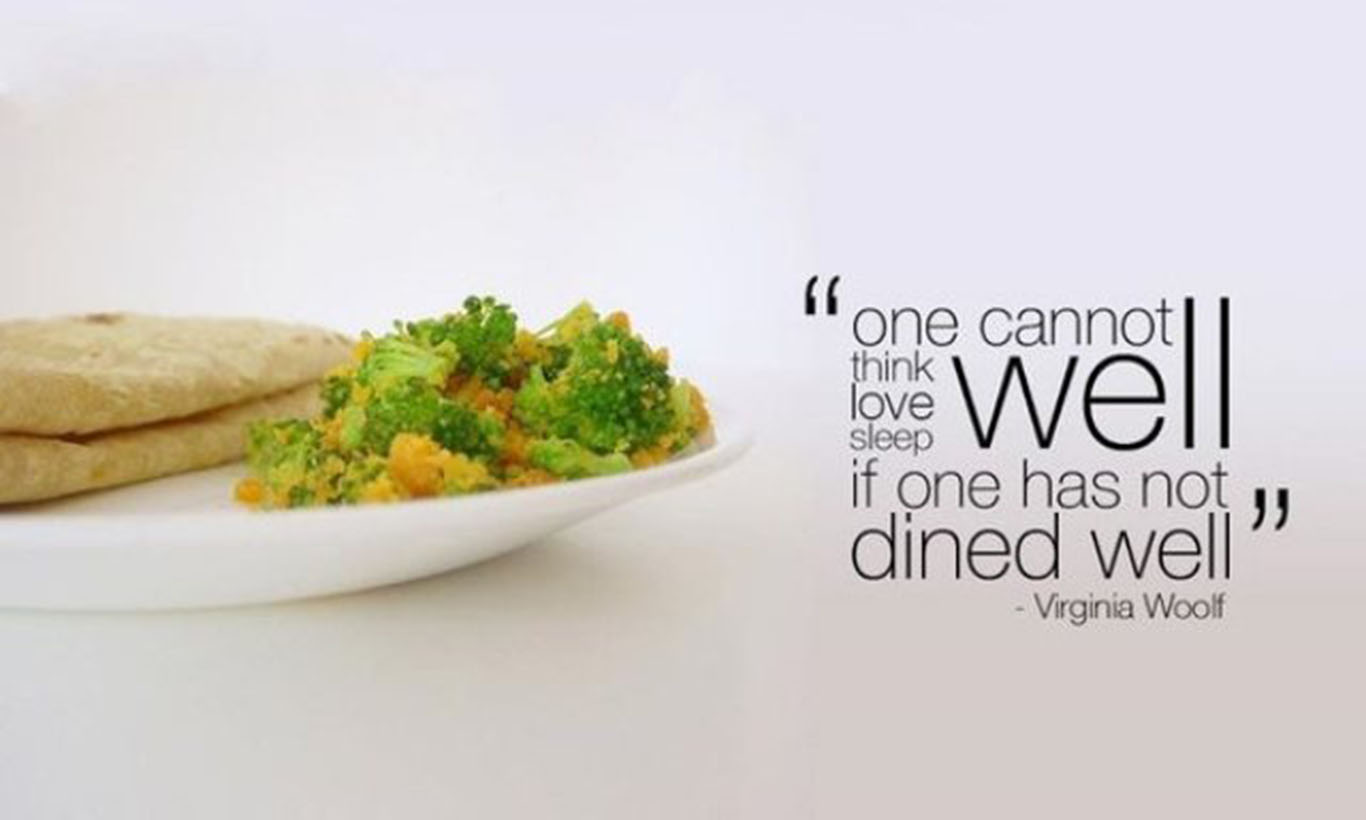 “one cannot
think
love
sleep
well
if one has not
dined well”
- Virginia Woolf